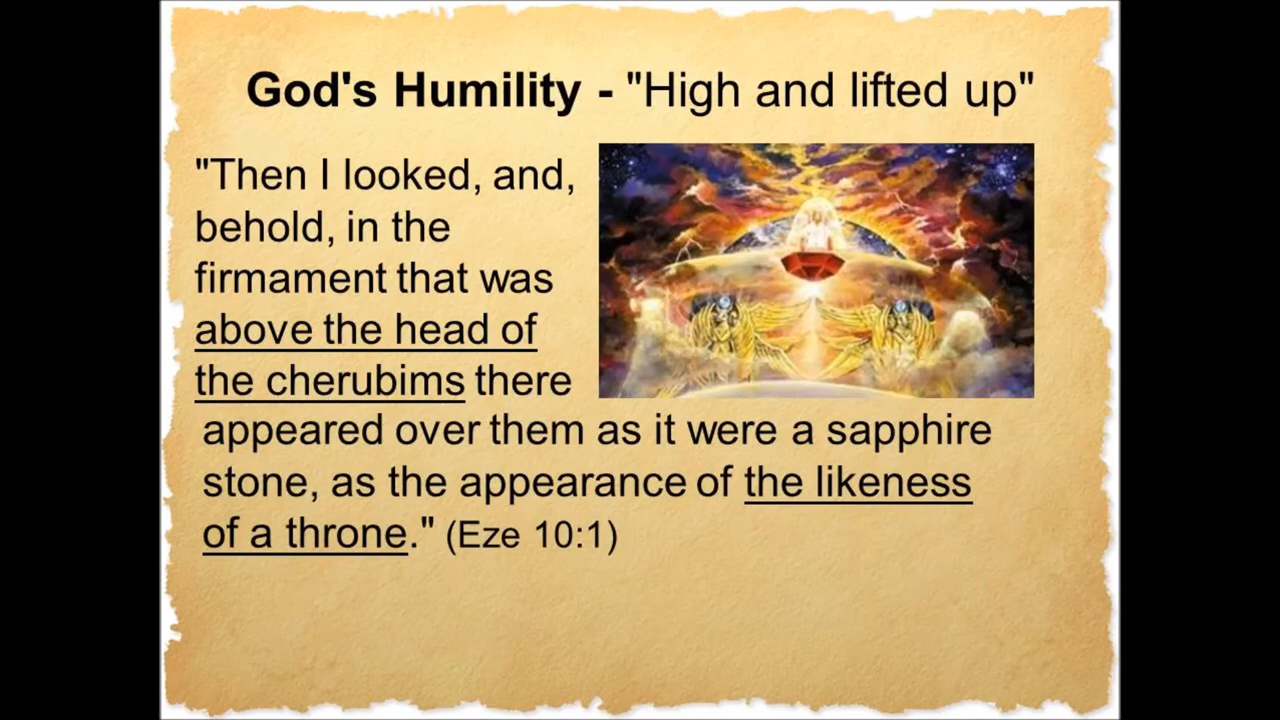 God's Humility - "High and lifted up"
"Then I looked, and,
behold, in the
firmament that was
above the head of
the cherubims there
appeared over them as it were a sapphire
stone, as the appearance of the likeness
of a throne." (Eze 10:1)